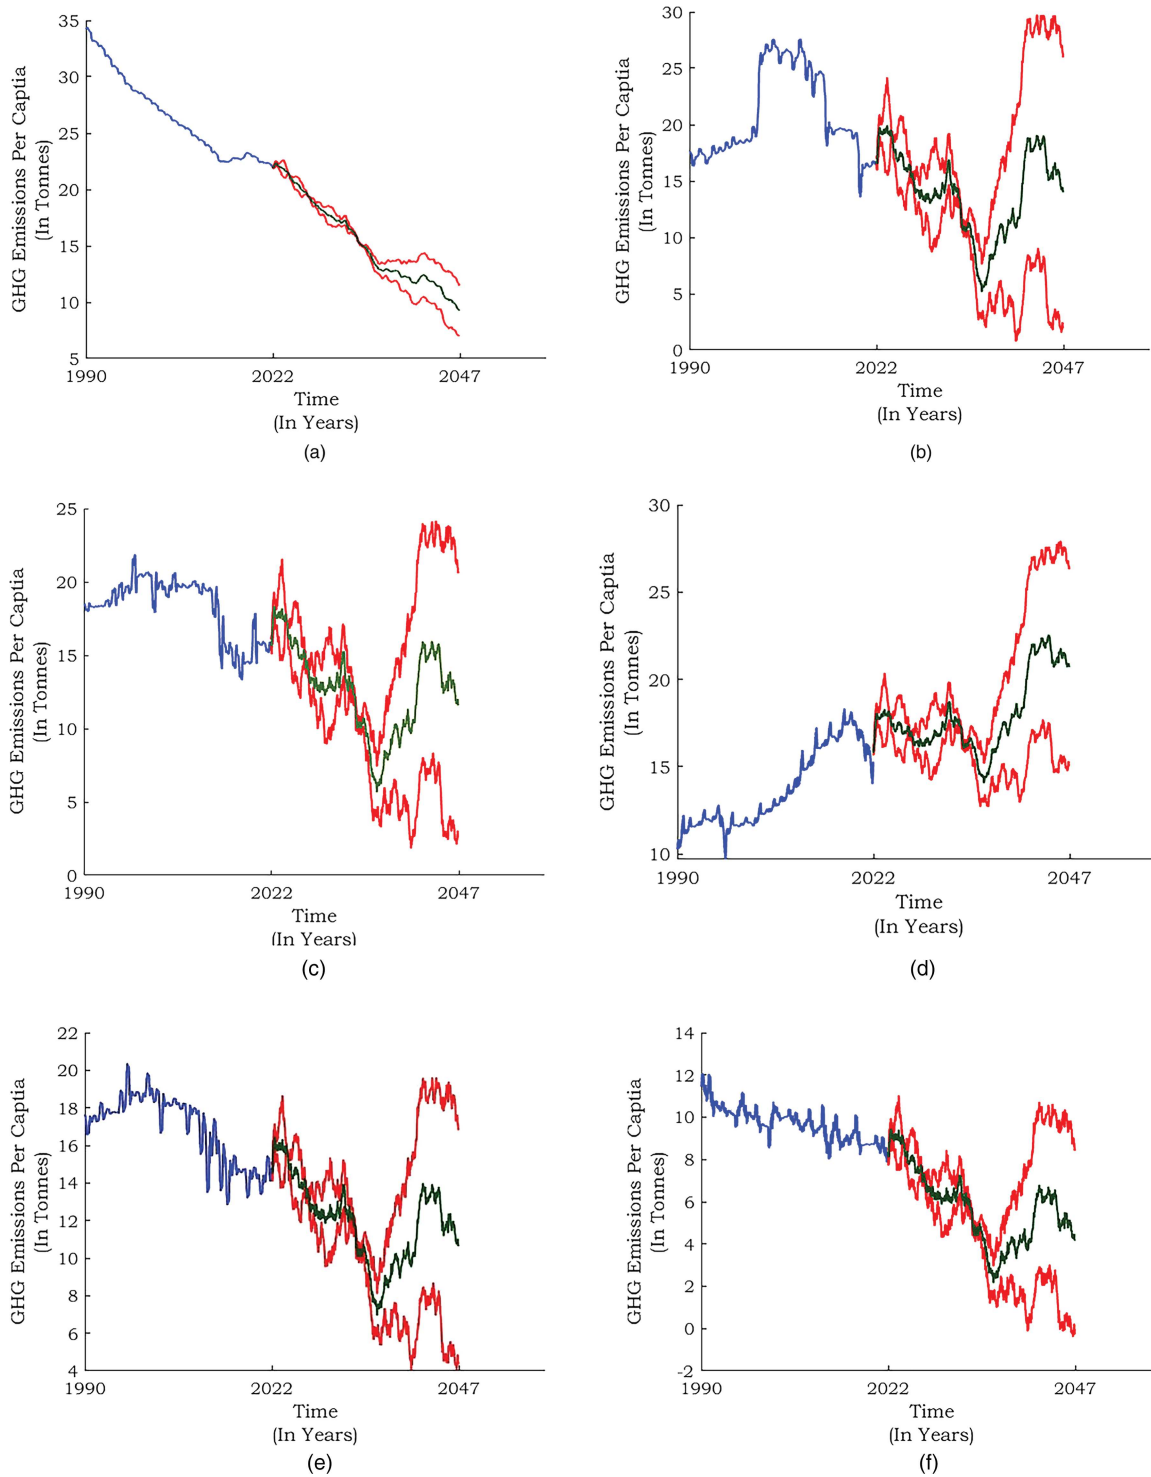 GHG Emissions Per Captia
(In Tonnes)
35
30
25
20
15
10
5
1990 2022 2047
Time
(In Years)
(a)
GHG Emissions Per Captia
(In Tonnes)
30
25
20
15
10
5
0
1990 2022 2047
Time
(In Years)
(b)
GHG Emissions Per Captia
(In Tonnes)
25
20
15
10
5
0
1990 2022 2047
Time
(In Years)
(c)
GHG Emissions Per Captia
(In Tonnes)
30
25
20
15
10
1990 2022 2047
Time
(In Years)
(d)
GHG Emissions Per Captia
(In Tonnes)
22
20
18
16
14
12
10
8
6
4
1990 2022 2047
Time
(In Years)
(e)
GHG Emissions Per Captia
(In Tonnes)
14
12
10
8
6
4
2
0
-2
1990 2022 2047
Time
(In Years)
(f)